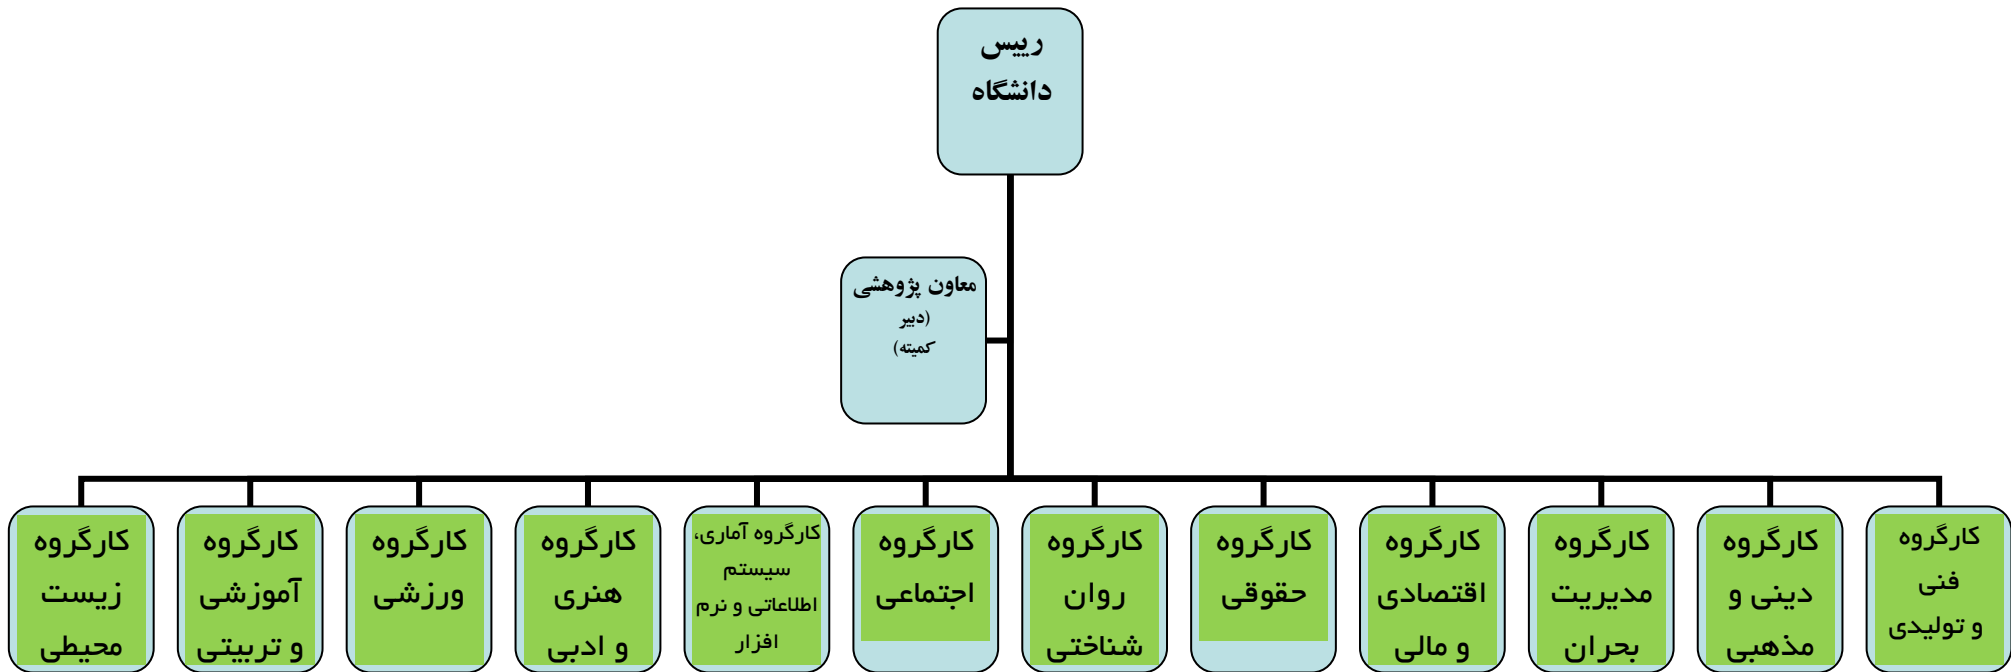 رییس
دانشگاه
معاون پژوهشی
(دبیر
کمیته)
کارگروه
فنی
و تولیدی
کارگروه
دینی و
مذهبی
کارگروه
مدیریت
بحران
کارگروه
اقتصادی
و مالی
کارگروه
حقوقی
کارگروه
روان
شناختی
کارگروه
اجتماعی
کارگروه آماری،
سیستم
اطلاعاتی و نرم
افزار
کارگروه
هنری
و ادبی
کارگروه
ورزشی
کارگروه
آموزشی
و تربیتی
کارگروه
زیست
محیطی